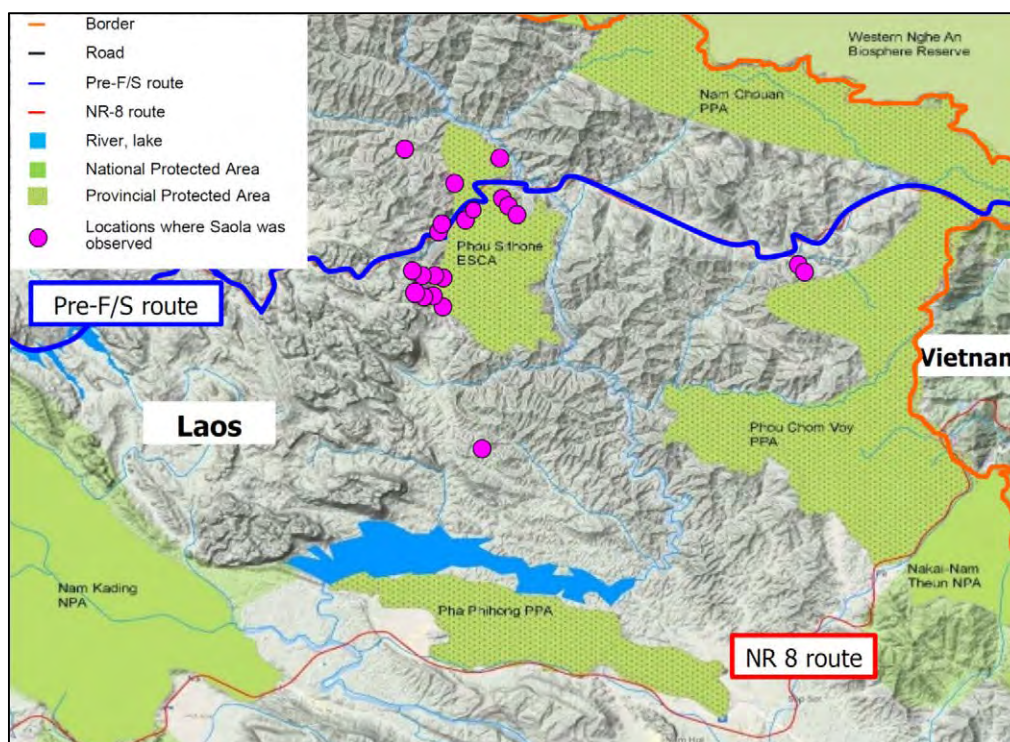 Border
Road
Pre-F/S route
NR-8 route
River, lake
National Protected Area
Provincial Protected Area
Locations where Saola was
observed
Western Nghe An
Biosphere Reserve
Nam Chouan
PPA
Phou Sithone
ESCA
Pre-F/S route
Vietnam
Laos
Phou Chom Voy
PPA
Nakai-Nam
Theun NPA
Nam Kading
NPA
Pha Phihong PPA
NR 8 route